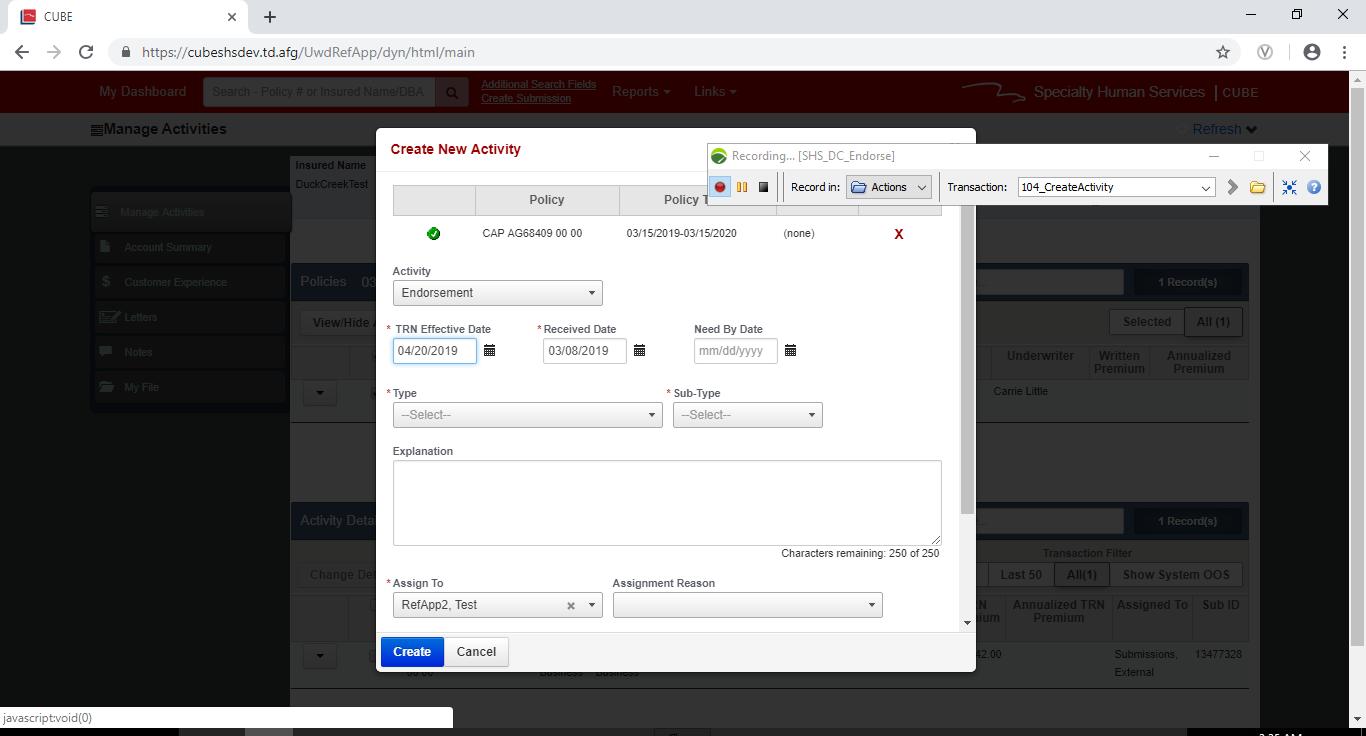 CUBE
https://cubeshsdev.td.afg/UwdRefApp/dyn/html/main
My Dashboard
Search - Policy # or Insured Name/DBA
Additional Search Fields
Create Submission
Reports
Links
Specialty Human Services | CUBE
Manage Activities
Refresh
Insured Name
DuckCreekTest
Create New Activity
Recording... [SHS_DC_Endorse]
Record in:
Actions
Transaction:
104_CreateActivity
Policy
Policy T
CAP AG68409 00 00
03/15/2019-03/15/2020
(none)
X
Manage Activities
Account Summary
Customer Experience
Letters
Notes
My File
Policies 03
1 Record(s)
View/Hide A
Selected
All (1)
Underwriter
Written Premium
Annualized Premium
Carrie Little
Activity
Endorsement
* TRN Effective Date
* Received Date
Need By Date
04/20/2019
03/08/2019
mm/dd/yyyy
* Type
* Sub-Type
--Select--
--Select--
Explanation
Characters remaining: 250 of 250
* Assign To
Assignment Reason
RefApp2, Test
Create
Cancel
Activity Deta
1 Record(s)
Transaction Filter
Change Det
Last 50
All(1)
Show System OOS
Annualized TRN Premium
Assigned To
Sub ID
42.00
Submissions, External
13477328
00 00
Business
Business
javascript:void(0)